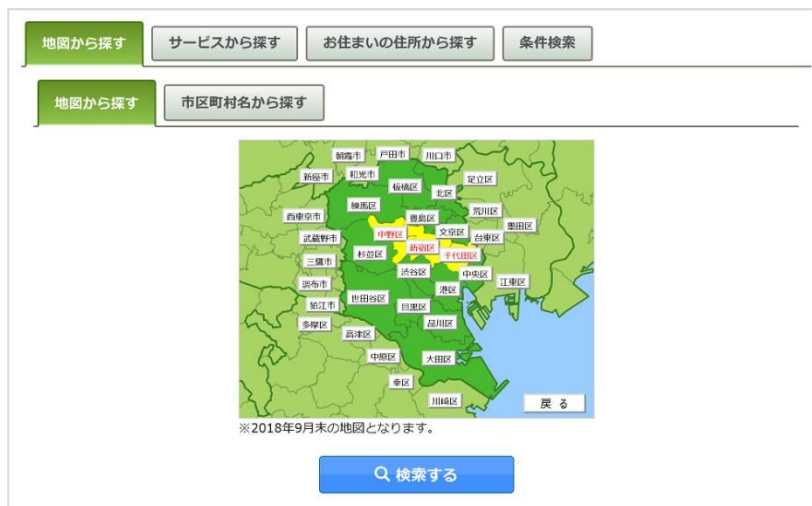 地図から探す
サービスから探す
お住まいの住所から探す
条件検索
地図から探す
市区町村名から探す
朝霞市
戸田市
川口市
新座市
和光市
板橋区
北区
足立区
西東京市
練馬区
豊島区
文京区
荒川区
墨田区
台東区
武蔵野市
中野区
新宿区
千代田区
三鷹市
杉並区
渋谷区
中央区
江東区
調布市
世田谷区
目黒区
港区
狛江市
多摩区
高津区
品川区
中原区
大田区
幸区
川崎区
戻る
※2018年9月末の地図となります。
検索する